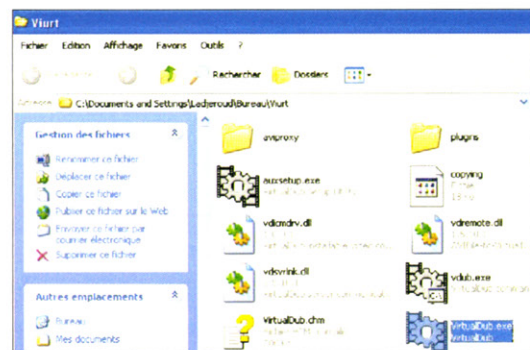 Viurt
Fichier Edition Affichage Favoris Outils ?
Rechercher Dossiers
C:\Documents and Settings\Ladjeroud\Bureau\Viurt
Gestion des fichiers
Renommer ce fichier
Déplacer ce fichier
Copier ce fichier
Publier ce fichier sur le Web
Envoyer ce fichier par
courrier électronique
Supprimer ce fichier
Autres emplacements
Bureau
Mes documents
aviproxy
plugins
auxsetup.exe
copying
Fichier
vdicmdrv.dll
vdremote.dll
vdsvrlnk.dll
vdub.exe
VirtualDub.chm
VirtualDub.exe
VirtualDub